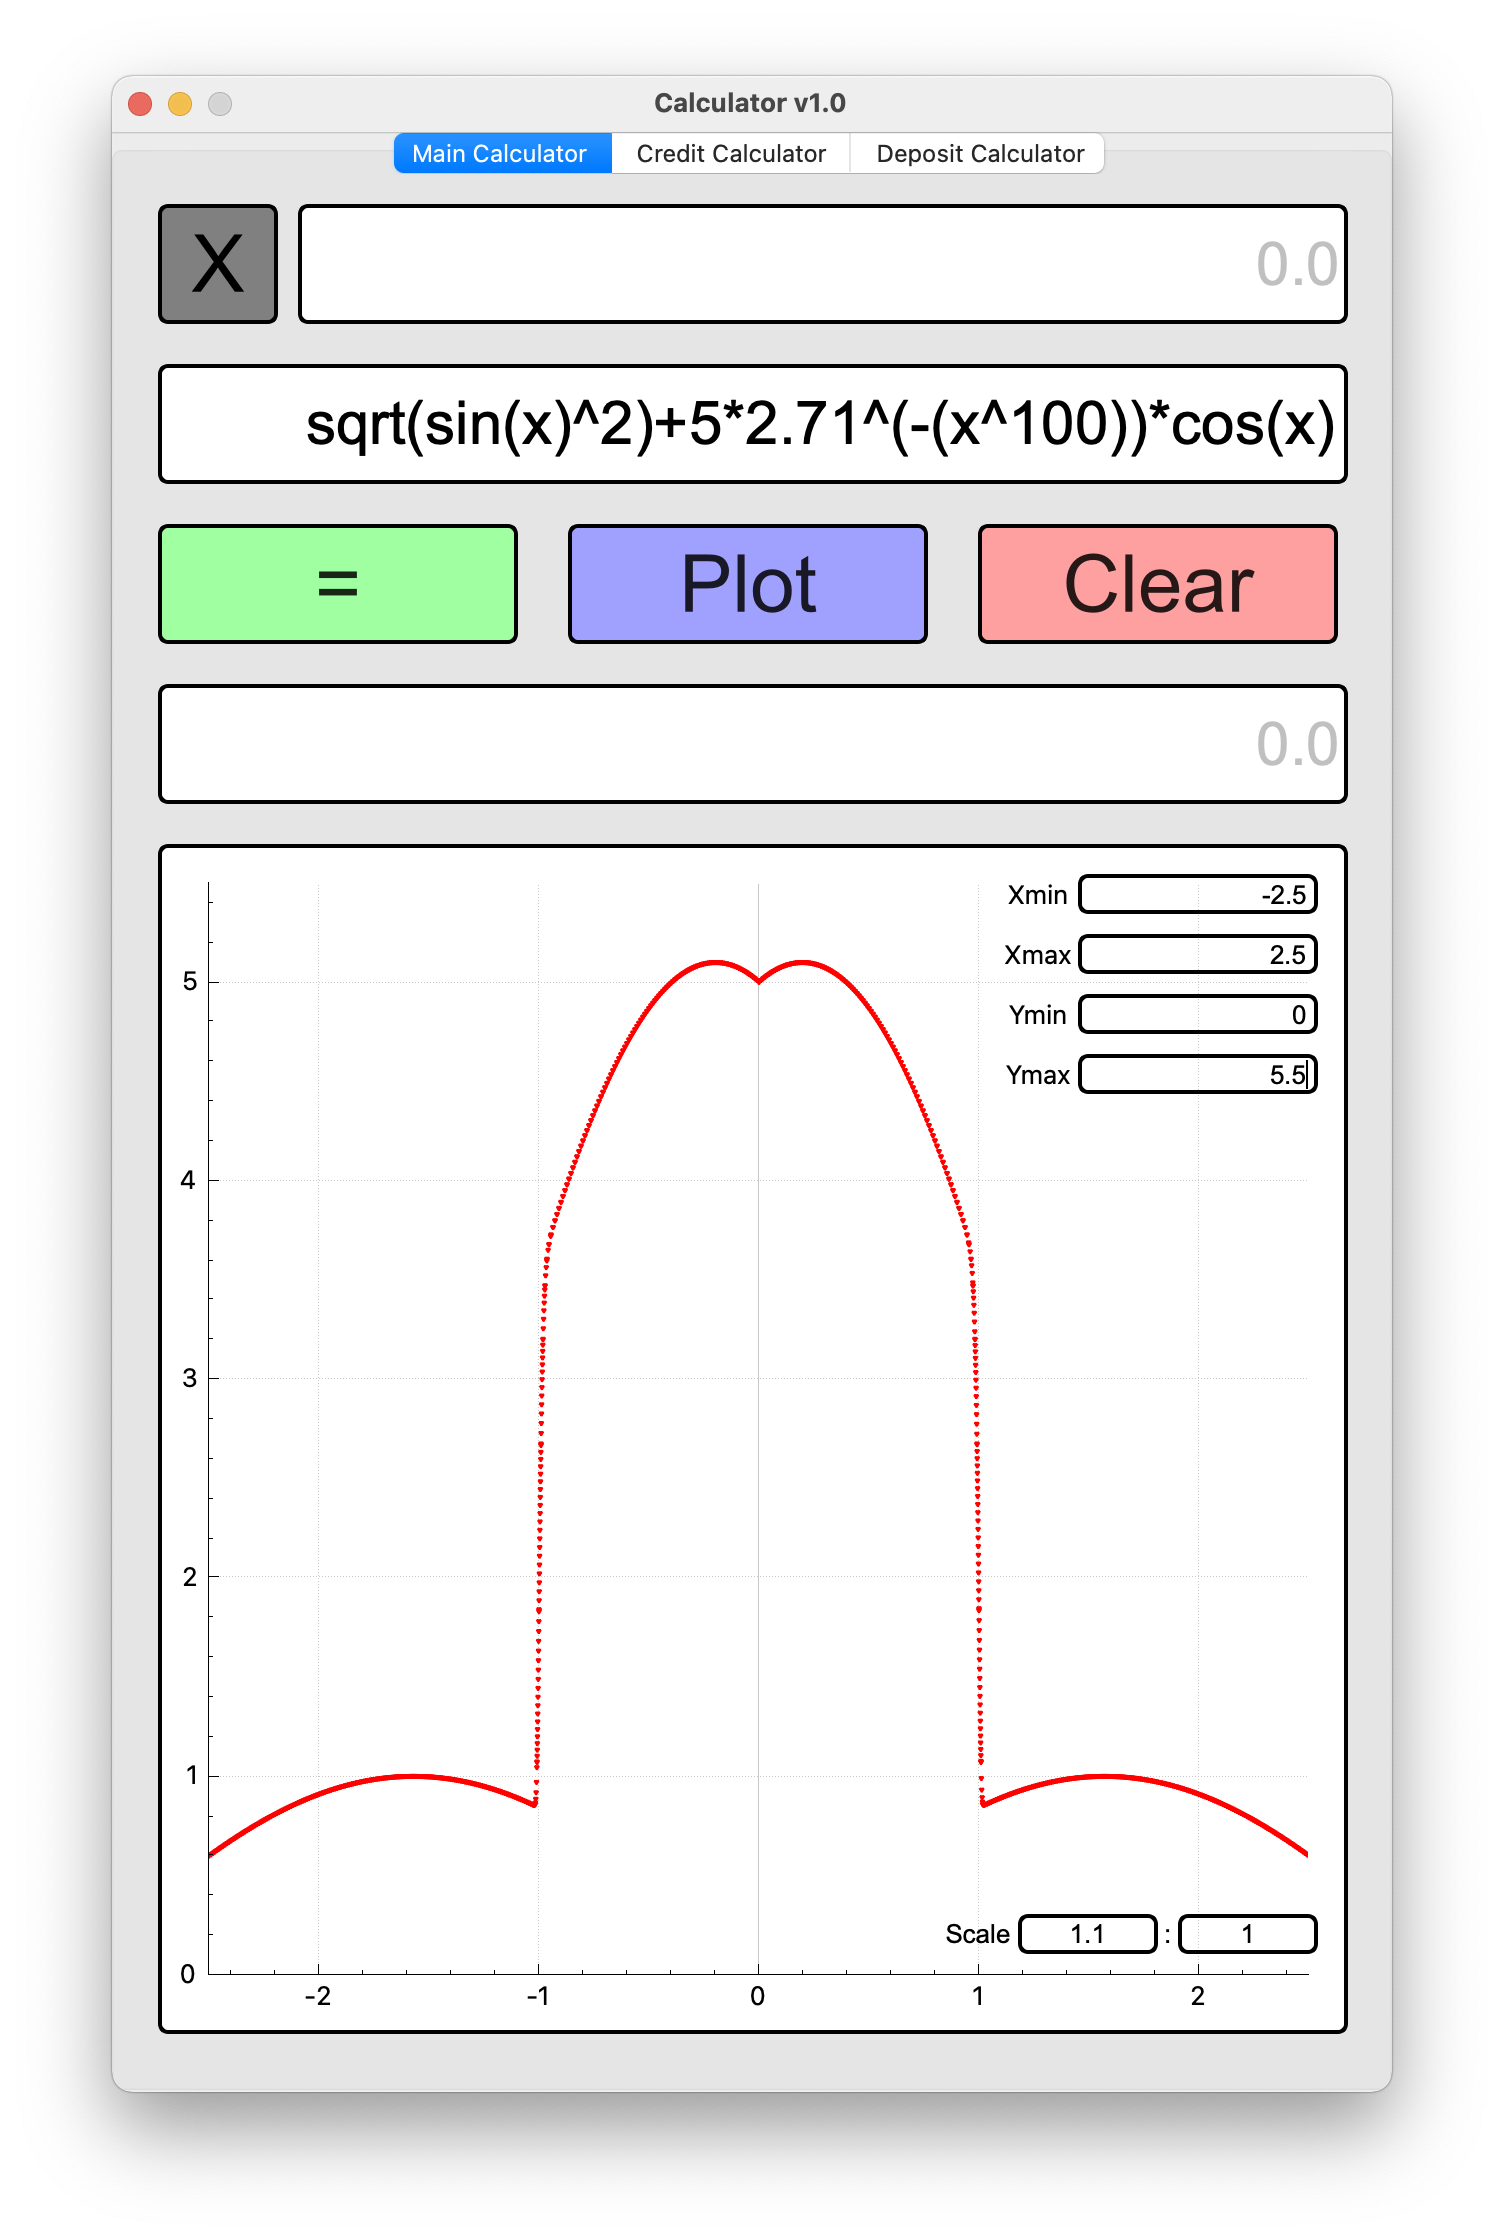 Calculator v1.0
Main Calculator Credit Calculator Deposit Calculator
X 0.0
sqrt(sin(x)^2)+5*2.71^(-(x^100))*cos(x)
= Plot Clear
0.0
Xmin -2.5
Xmax 2.5
Ymin 0
Ymax 5.5
5
4
3
2
1
0
Scale 1.1 : 1
-2 -1 0 1 2